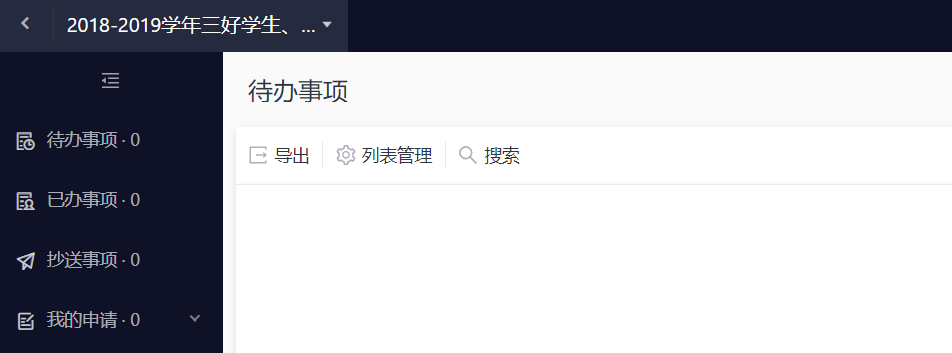 2018-2019学年三好学生、...
待办事项
导出 列表管理 搜索
待办事项 · 0
已办事项 · 0
抄送事项 · 0
我的申请 · 0